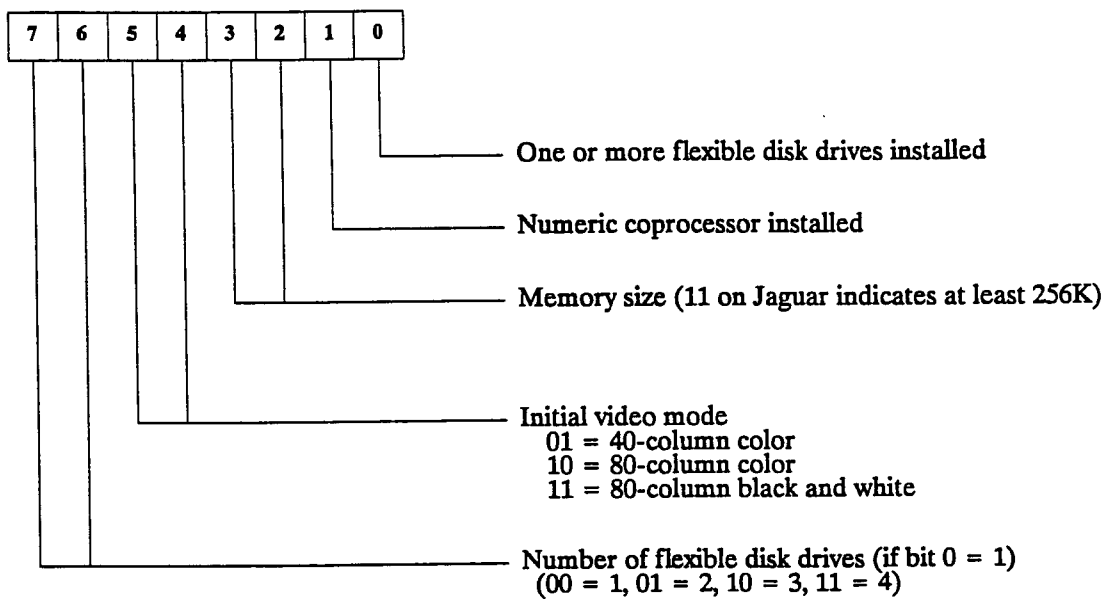 7 6 5 4 3 2 1 0
One or more flexible disk drives installed
Numeric coprocessor installed
Memory size (11 on Jaguar indicates at least 256K)
Initial video mode
01 = 40-column color
10 = 80-column color
11 = 80-column black and white
Number of flexible disk drives (if bit 0 = 1)
(00 = 1, 01 = 2, 10 = 3, 11 = 4)